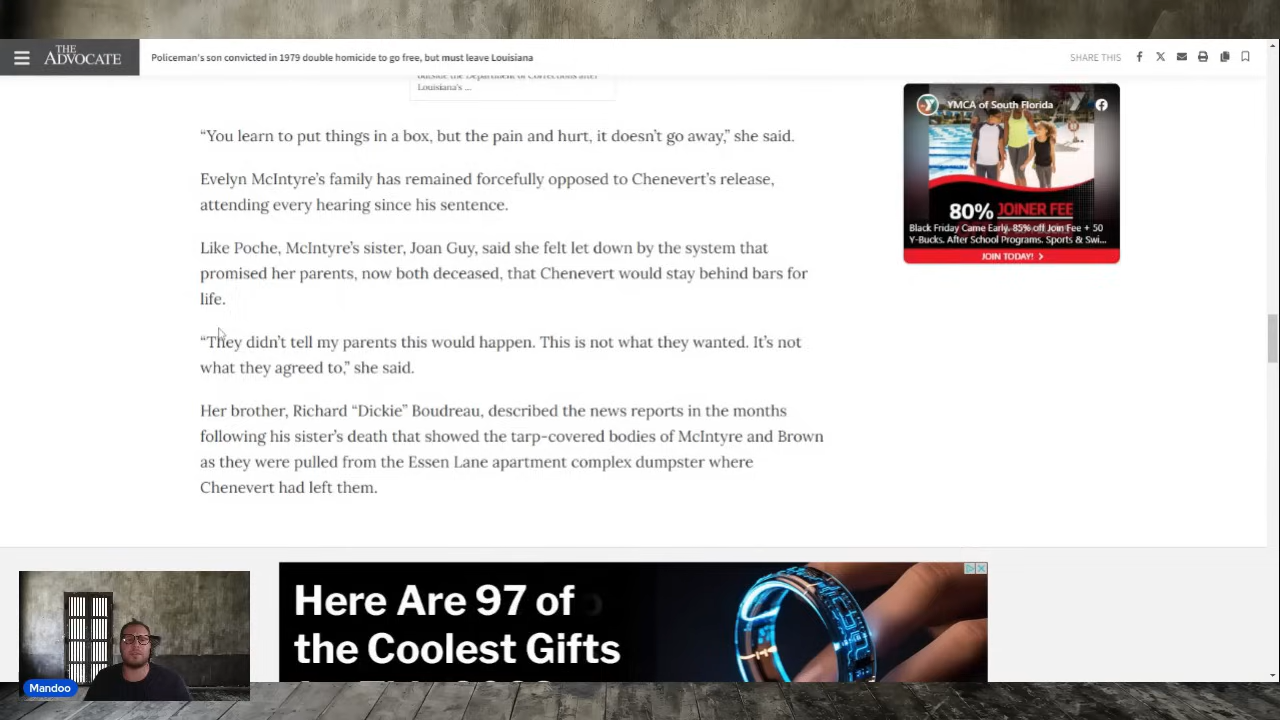 THE
ADVOCATE
Policeman's son convicted in 1979 double homicide to go free, but must leave Louisiana
SHARE THIS
outside the Department of Corrections after
Louisiana's ...
“You learn to put things in a box, but the pain and hurt, it doesn’t go away,” she said.
Evelyn McIntyre’s family has remained forcefully opposed to Chenevert’s release,
attending every hearing since his sentence.
Like Poche, McIntyre’s sister, Joan Guy, said she felt let down by the system that
promised her parents, now both deceased, that Chenevert would stay behind bars for
life.
“They didn’t tell my parents this would happen. This is not what they wanted. It’s not
what they agreed to,” she said.
Her brother, Richard “Dickie” Boudreau, described the news reports in the months
following his sister’s death that showed the tarp-covered bodies of McIntyre and Brown
as they were pulled from the Essen Lane apartment complex dumpster where
Chenevert had left them.
YMCA of South Florida
80% JOINER FEE
Black Friday Came Early. 85% off Join Fee + 50
Y-Bucks. After School Programs. Sports & Swi...
JOIN TODAY!
Here Are 97 of
the Coolest Gifts
Mandoo